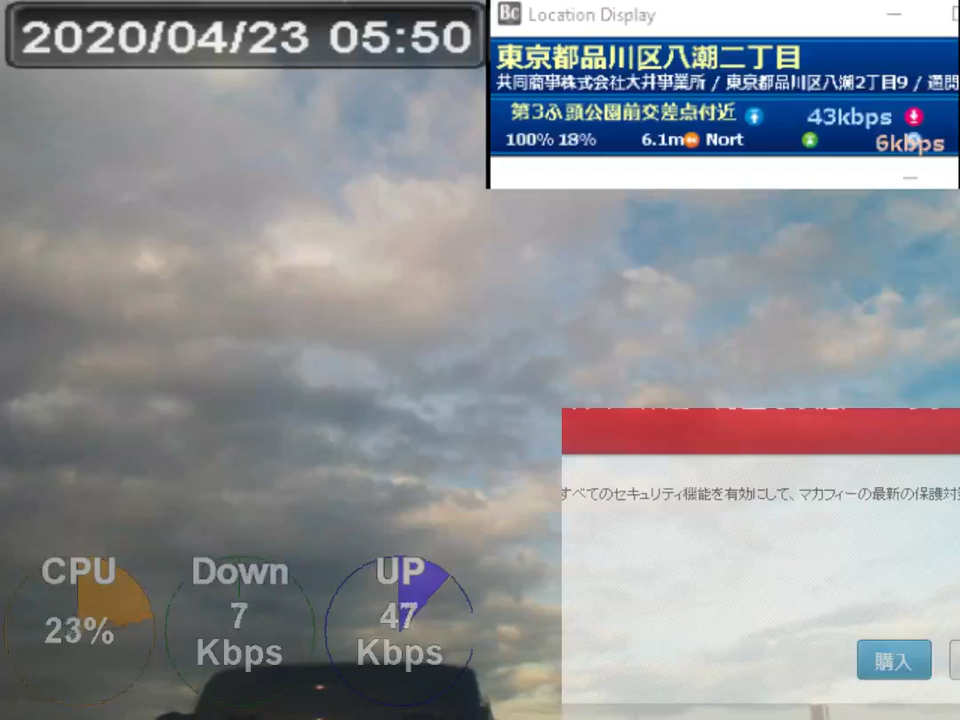 2020/04/23 05:50
Bc Location Display
東京都品川区八潮二丁目
共同商事株式会社大井事業所 / 東京都品川区八潮2丁目9 / 週間
第3ふ頭公園前交差点付近 43kbps
100% 18% 6.1m Nort 6kbps
すべてのセキュリティ機能を有効にして、マカフィーの最新の保護対
CPU
23%
Down
7
Kbps
UP
47
Kbps
購入